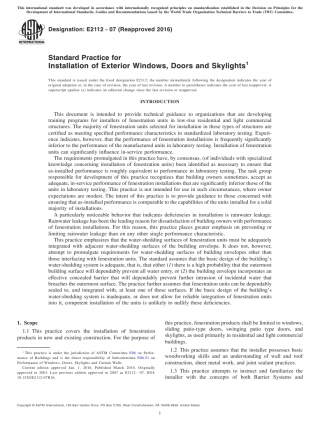 This international standard was developed in accordance with internationally recognized principles on standardization established in the Decision on Principles for the
Development of International Standards, Guides and Recommendations issued by the World Trade Organization Technical Barriers to Trade (TBT) Committee.
Designation: E2112 − 07 (Reapproved 2016)
INTERNATIONAL
Standard Practice for
Installation of Exterior Windows, Doors and Skylights1
This standard is issued under the fixed designation E2112; the number immediately following the designation indicates the year of
original adoption or, in the case of revision, the year of last revision. A number in parentheses indicates the year of last reapproval. A
superscript epsilon (ε) indicates an editorial change since the last revision or reapproval.
INTRODUCTION
This document is intended to provide technical guidance to organizations that are developing
training programs for installers of fenestration units in low-rise residential and light commercial
structures. The majority of fenestration units selected for installation in these types of structures are
certified as meeting specified performance characteristics in standardized laboratory testing. Experi-
ence indicates, however, that the performance of fenestration installations is frequently significantly
inferior to the performance of the manufactured units in laboratory testing. Installation of fenestration
units can significantly influence in-service performance.
The requirements promulgated in this practice have, by consensus, (of individuals with specialized
knowledge concerning installation of fenestration units) been identified as necessary to ensure that
as-installed performance is roughly equivalent to performance in laboratory testing. The task group
responsible for development of this practice recognizes that building owners sometimes, accept as
adequate, in-service performance of fenestration installations that are significantly inferior to those of the
units in laboratory testing. This practice is not intended for use in such circumstances, where owner
expectations are modest. The intent of this practice is to provide guidance to those concerned with
ensuring that as-installed performance is comparable to the capabilities of the units installed for a solid
majority of installations.
A particularly noticeable behavior that indicates deficiencies in installation is rainwater leakage.
Rainwater leakage has been the leading reason for dissatisfaction of building owners with performance
of fenestration installations. For this reason, this practice places greater emphasis on preventing or
limiting rainwater leakage than on any other single performance characteristic.
This practice emphasizes that the water-shedding surfaces of fenestration units must be adequately
integrated with adjacent water-shedding surfaces of the building envelope. It does not, however,
attempt to promulgate requirements for water-shedding surfaces of building envelopes other than
those interfacing with fenestration units. The standard assumes that the basic design of the building's
water-shedding system is adequate, that is, that either (1) there is a high probability that the outermost
building surface will dependably prevent all water entry, or (2) the building envelope incorporates an
effective concealed barrier that will dependably prevent further intrusion of incidental water that
breaches the outermost surface. The practice further assumes that fenestration units can be dependably
sealed to, and integrated with, at least one of these surfaces. If the basic design of the building's
water-shedding system is inadequate, or does not allow for reliable integration of fenestration units
into it, competent installation of the units is unlikely to nullify these deficiencies.
1. Scope
1.1 This practice covers the installation of fenestration
products in new and existing construction. For the purpose of
1 This practice is under the jurisdiction of ASTM Committee E06 on Perfor-
mance of Buildings and is the direct responsibility of Subcommittee E06.51 on
Performance of Windows, Doors, Skylights and Curtain Walls.
Current edition approved Jan. 1, 2016. Published March 2016. Originally
approved in 2001. Last previous edition approved in 2007 as E2112 – 07. DOI:
10.1520/E2112-07R16.
this practice, fenestration products shall be limited to windows,
sliding patio-type doors, swinging patio type doors, and
skylights, as used primarily in residential and light commercial
buildings.
1.2 This practice assumes that the installer possesses basic
woodworking skills and an understanding of wall and roof
construction, sheet metal work, and joint sealant practices.
1.3 This practice attempts to instruct and familiarize the
installer with the concepts of both Barrier Systems and
Copyright © ASTM International, 100 Barr Harbor Drive, PO Box C700, West Conshohocken, PA 19428-2959. United States
1